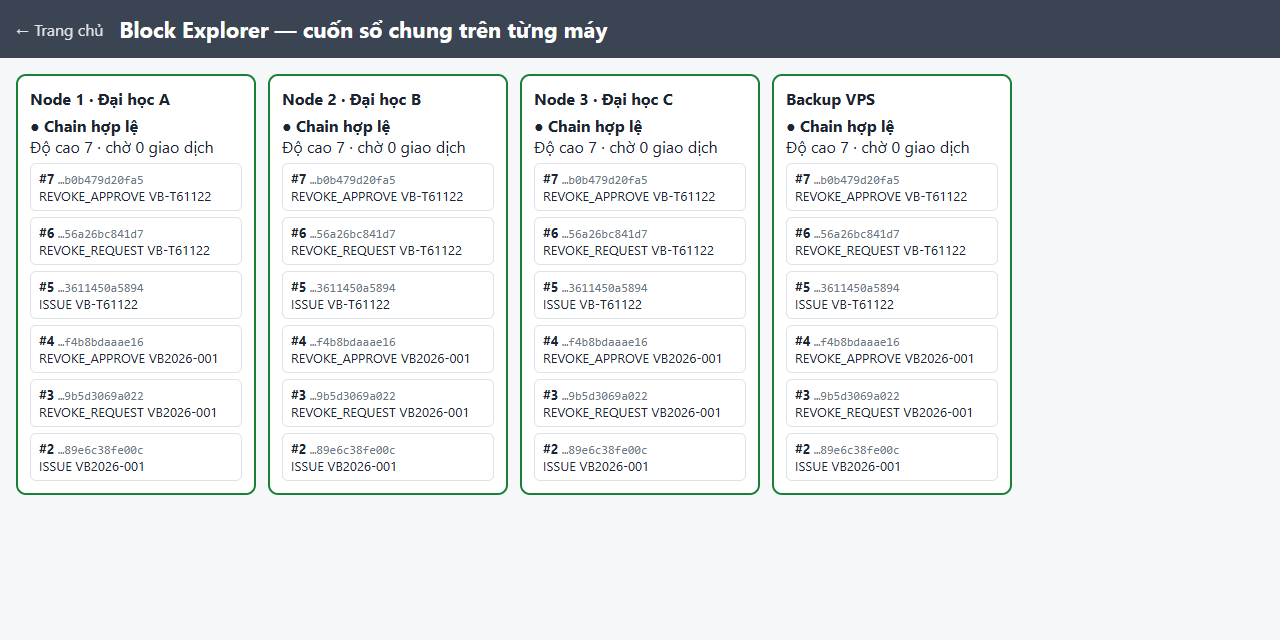 ← Trang chủ Block Explorer — cuốn sổ chung trên từng máy
Node 1 · Đại học A
● Chain hợp lệ
Độ cao 7 · chờ 0 giao dịch
#7 …b0b479d20fa5
REVOKE_APPROVE VB-T61122
#6 …56a26bc841d7
REVOKE_REQUEST VB-T61122
#5 …3611450a5894
ISSUE VB-T61122
#4 …f4b8bdaaae16
REVOKE_APPROVE VB2026-001
#3 …9b5d3069a022
REVOKE_REQUEST VB2026-001
#2 …89e6c38fe00c
ISSUE VB2026-001
Node 2 · Đại học B
● Chain hợp lệ
Độ cao 7 · chờ 0 giao dịch
#7 …b0b479d20fa5
REVOKE_APPROVE VB-T61122
#6 …56a26bc841d7
REVOKE_REQUEST VB-T61122
#5 …3611450a5894
ISSUE VB-T61122
#4 …f4b8bdaaae16
REVOKE_APPROVE VB2026-001
#3 …9b5d3069a022
REVOKE_REQUEST VB2026-001
#2 …89e6c38fe00c
ISSUE VB2026-001
Node 3 · Đại học C
● Chain hợp lệ
Độ cao 7 · chờ 0 giao dịch
#7 …b0b479d20fa5
REVOKE_APPROVE VB-T61122
#6 …56a26bc841d7
REVOKE_REQUEST VB-T61122
#5 …3611450a5894
ISSUE VB-T61122
#4 …f4b8bdaaae16
REVOKE_APPROVE VB2026-001
#3 …9b5d3069a022
REVOKE_REQUEST VB2026-001
#2 …89e6c38fe00c
ISSUE VB2026-001
Backup VPS
● Chain hợp lệ
Độ cao 7 · chờ 0 giao dịch
#7 …b0b479d20fa5
REVOKE_APPROVE VB-T61122
#6 …56a26bc841d7
REVOKE_REQUEST VB-T61122
#5 …3611450a5894
ISSUE VB-T61122
#4 …f4b8bdaaae16
REVOKE_APPROVE VB2026-001
#3 …9b5d3069a022
REVOKE_REQUEST VB2026-001
#2 …89e6c38fe00c
ISSUE VB2026-001